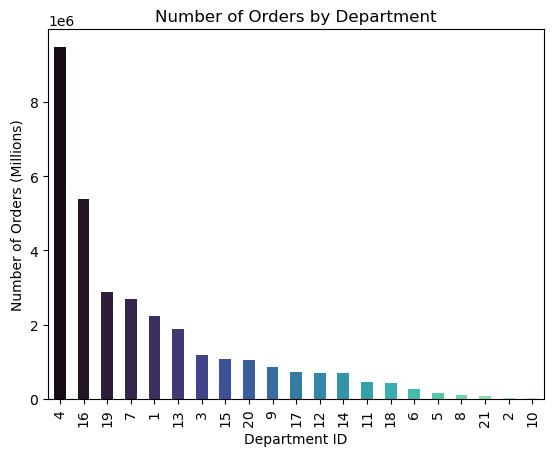 Number of Orders by Department
1e6
8
6
4
2
0
Number of Orders (Millions)
4 16 19 7 1 13 3 15 20 9 17 12 14 11 18 6 5 8 21 2 10
Department ID